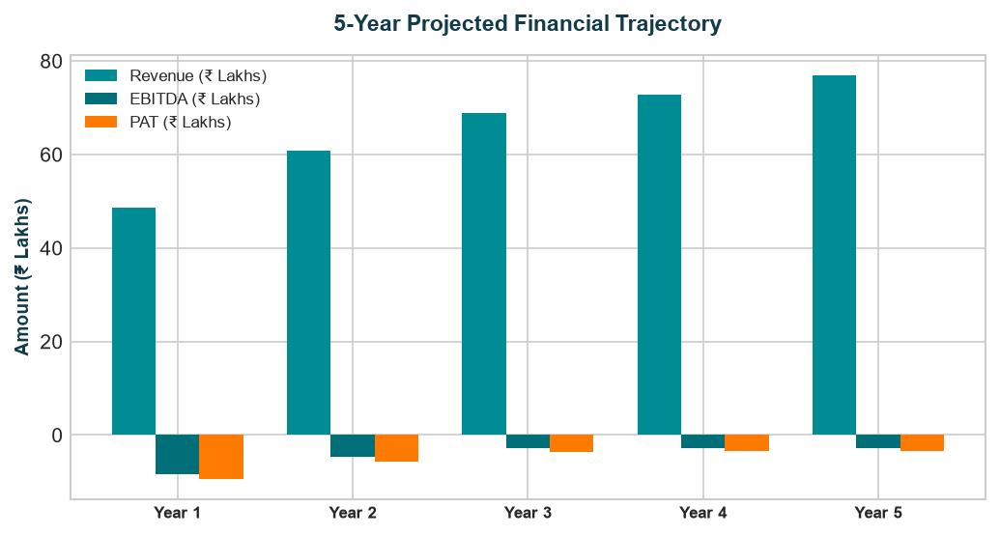 5-Year Projected Financial Trajectory
Revenue (₹ Lakhs)
EBITDA (₹ Lakhs)
PAT (₹ Lakhs)
Amount (₹ Lakhs)
80
60
40
20
0
Year 1
Year 2
Year 3
Year 4
Year 5